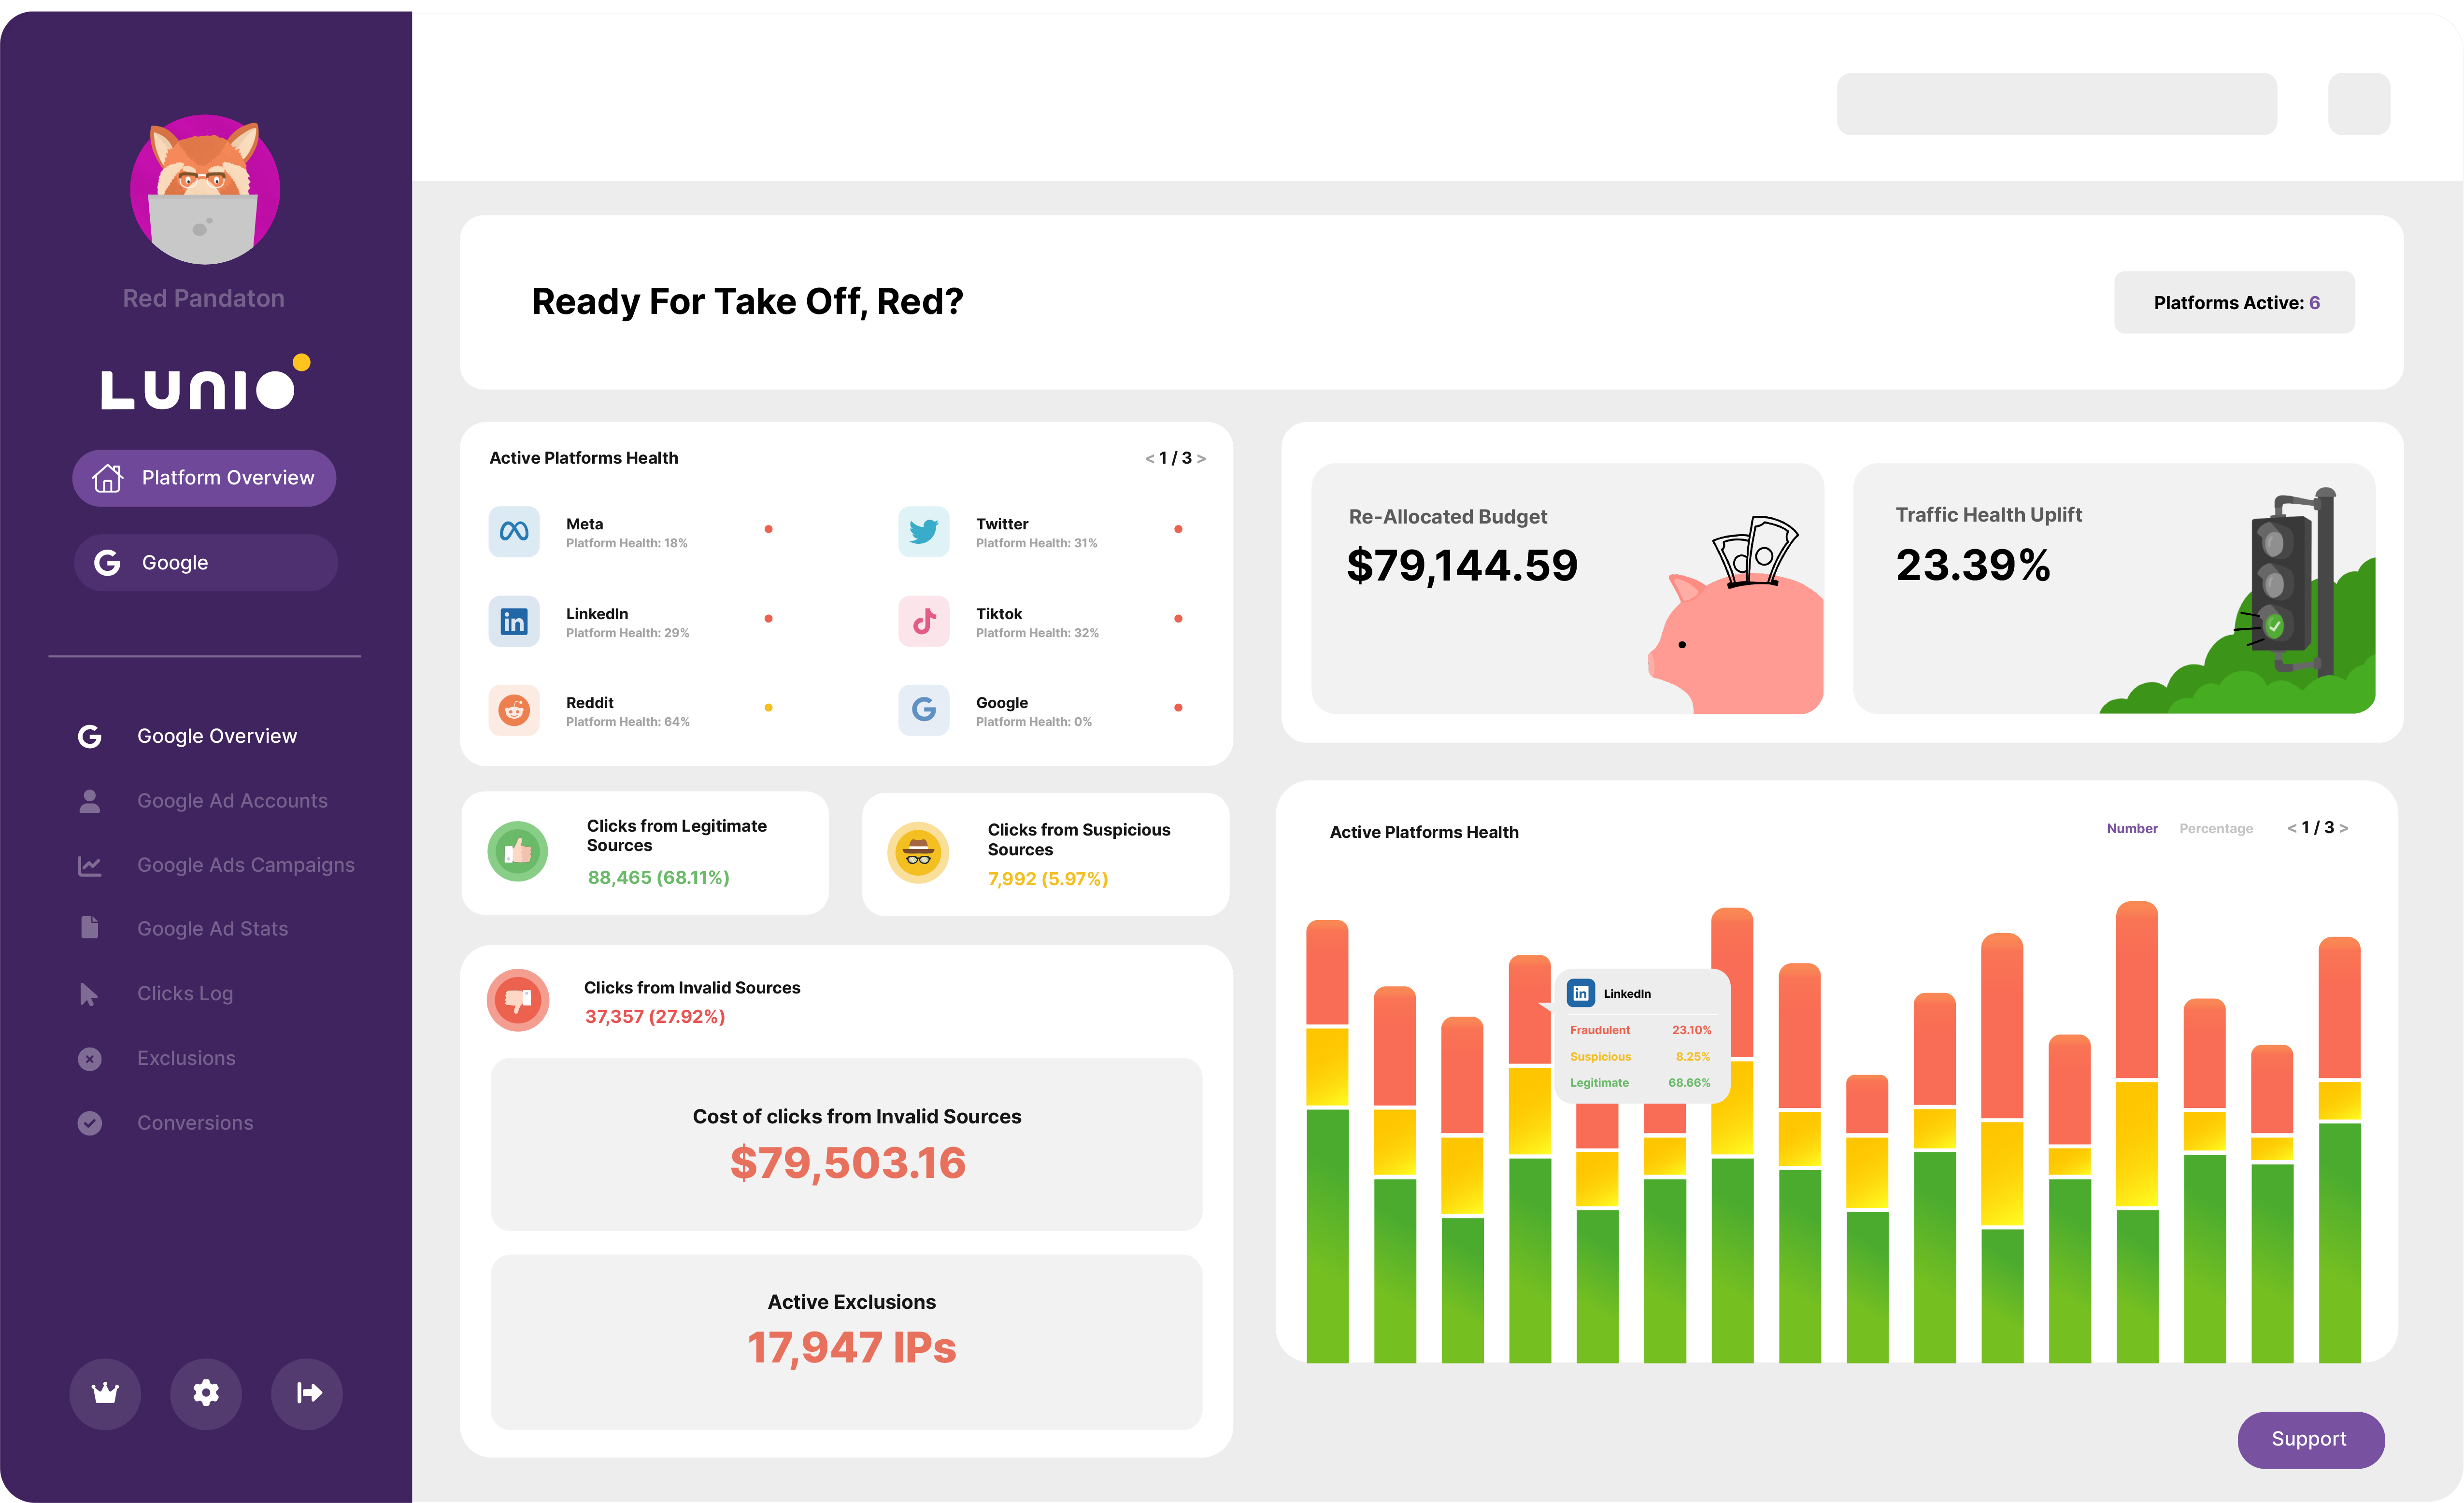 Red Pandaton
LUNIO
Platform Overview
Google
Google Overview
Google Ad Accounts
Google Ads Campaigns
Google Ad Stats
Clicks Log
Exclusions
Conversions
Ready For Take Off, Red?
Platforms Active: 6
Active Platforms Health
< 1 / 3 >
Meta
Platform Health: 18%
Twitter
Platform Health: 31%
LinkedIn
Platform Health: 29%
Tiktok
Platform Health: 32%
Reddit
Platform Health: 64%
Google
Platform Health: 0%
Re-Allocated Budget
$79,144.59
Traffic Health Uplift
23.39%
Clicks from Legitimate
Sources
88,465 (68.11%)
Clicks from Suspicious
Sources
7,992 (5.97%)
Clicks from Invalid Sources
37,357 (27.92%)
Cost of clicks from Invalid Sources
$79,503.16
Active Exclusions
17,947 IPs
Active Platforms Health
Number Percentage < 1 / 3 >
in LinkedIn
Fraudulent 23.10%
Suspicious 8.25%
Legitimate 68.66%
Support